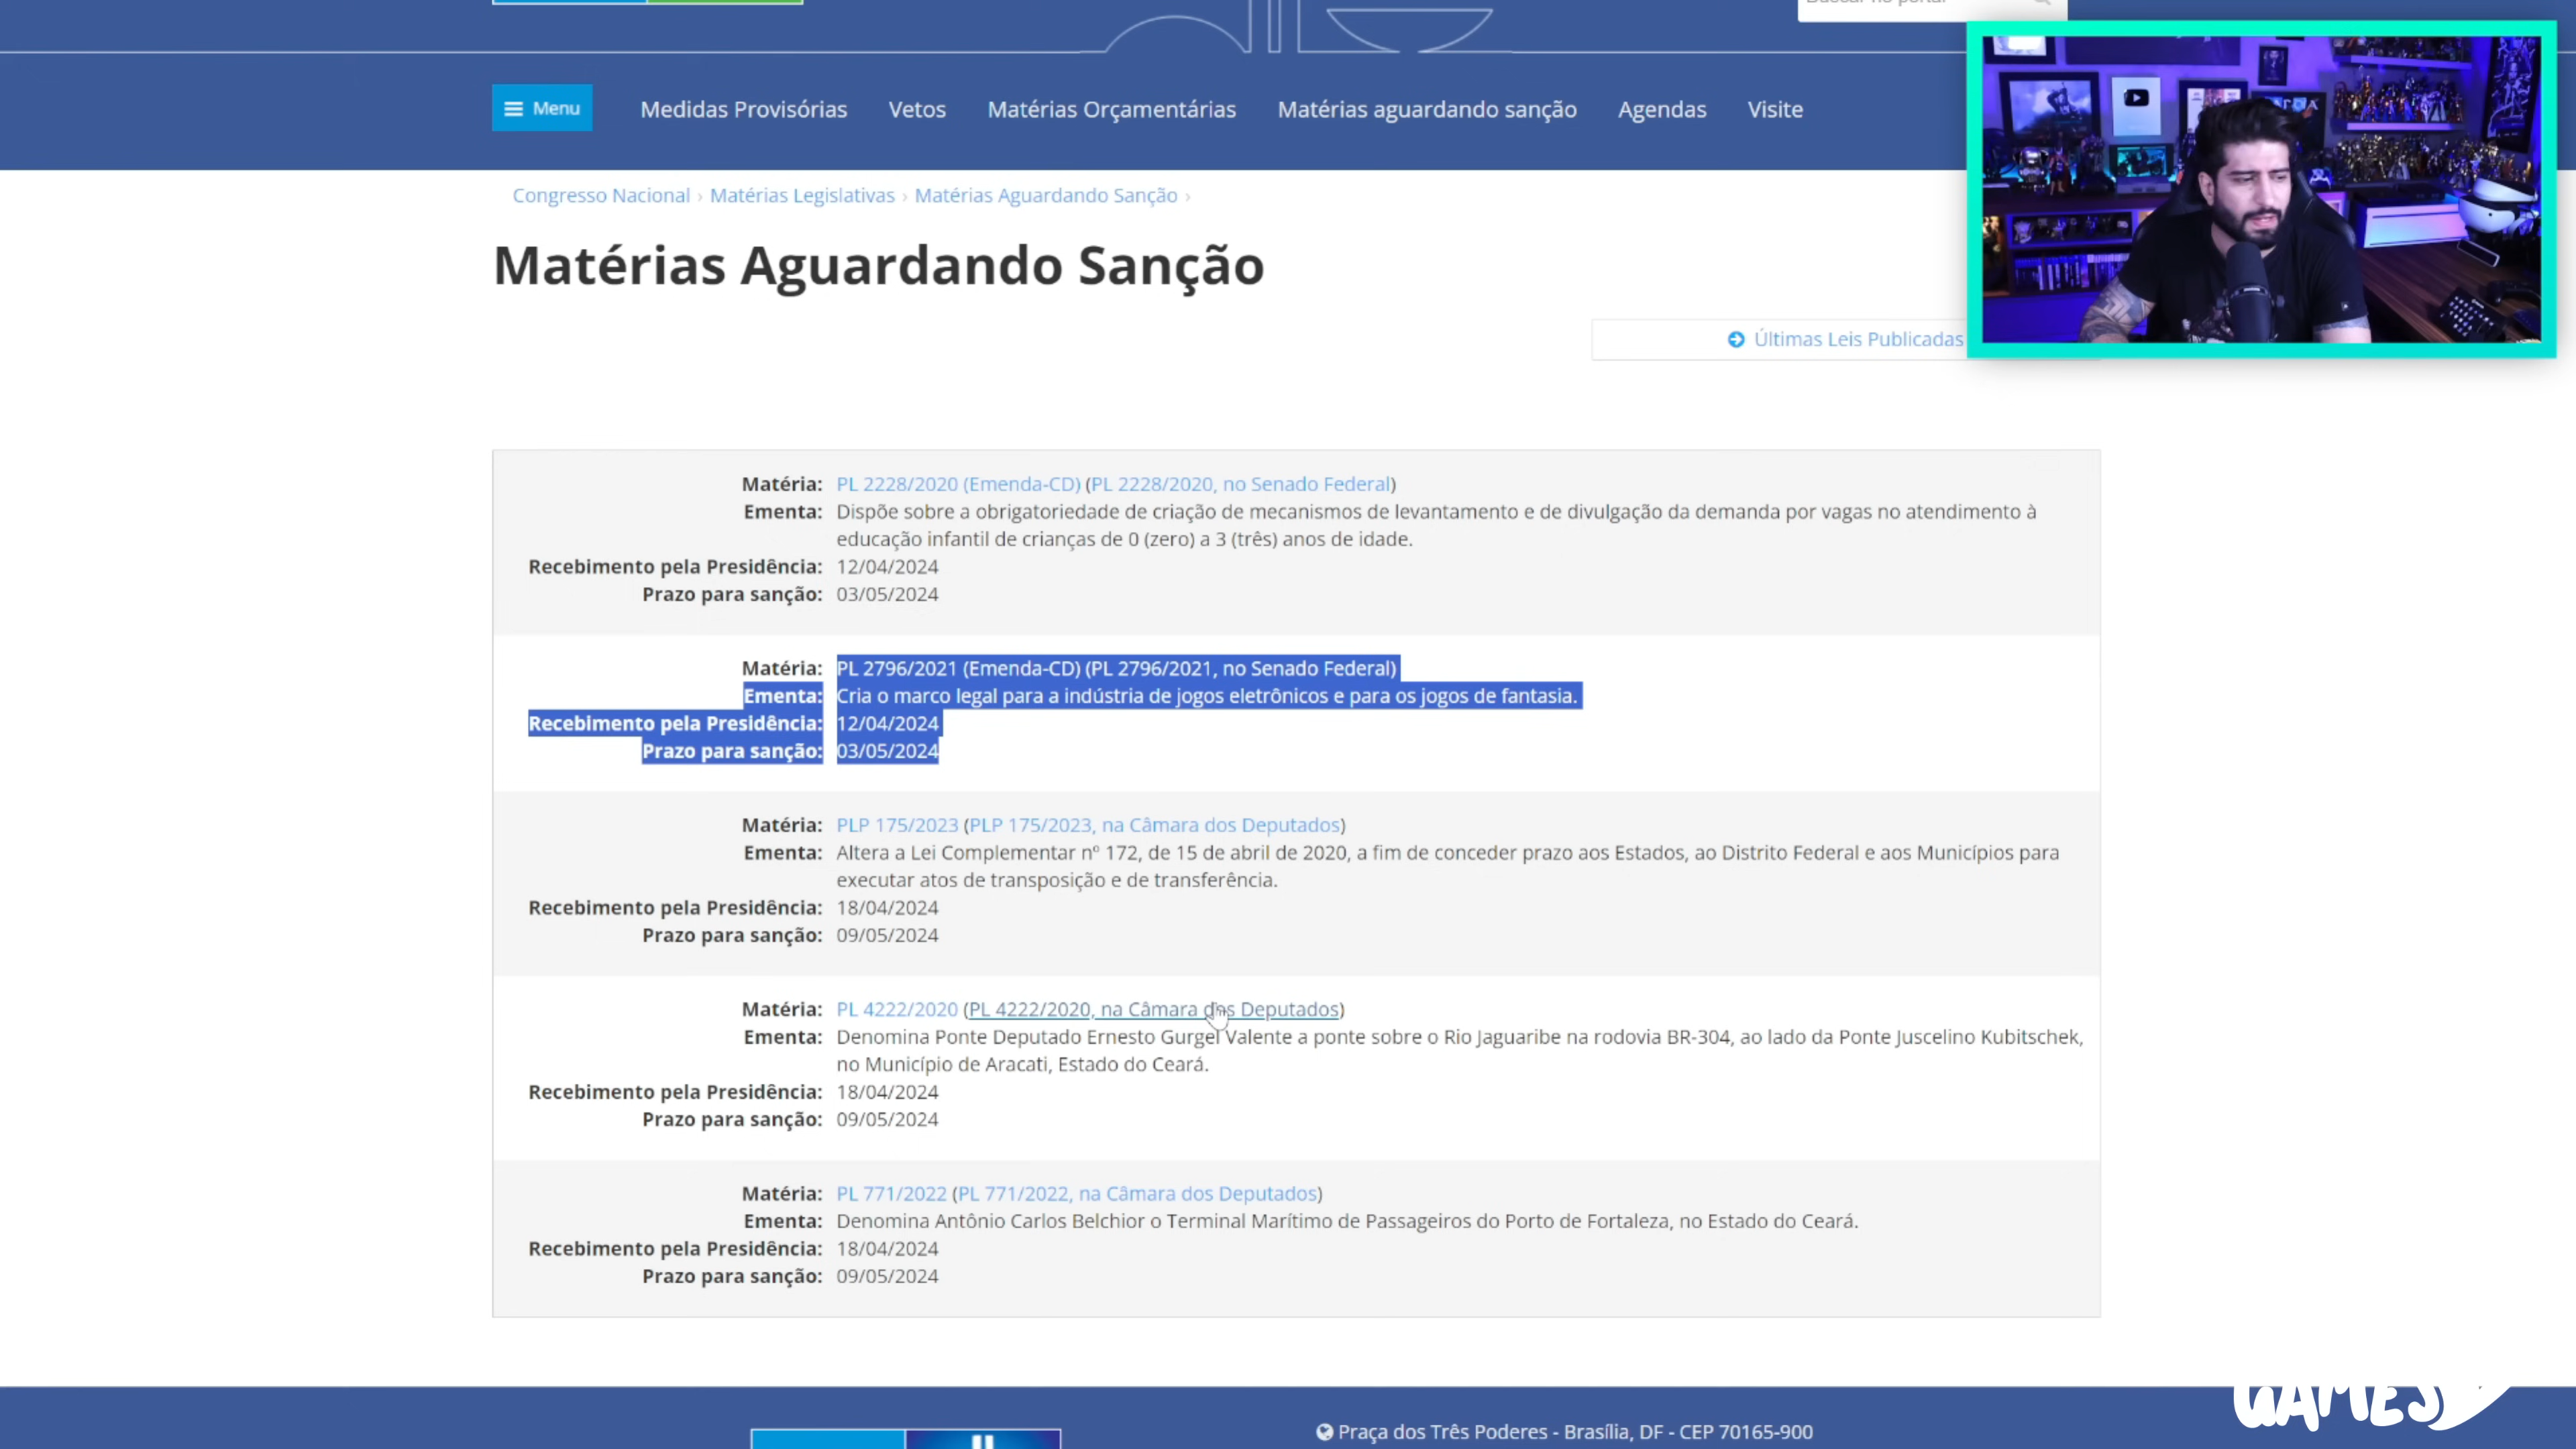 Menu
Medidas Provisórias
Vetos
Matérias Orçamentárias
Matérias aguardando sanção
Agendas
Visite
Congresso Nacional › Matérias Legislativas › Matérias Aguardando Sanção ›
Matérias Aguardando Sanção
Últimas Leis Publicadas
Matéria: PL 2228/2020 (Emenda-CD) (PL 2228/2020, no Senado Federal)
Ementa: Dispõe sobre a obrigatoriedade de criação de mecanismos de levantamento e de divulgação da demanda por vagas no atendimento à
educação infantil de crianças de 0 (zero) a 3 (três) anos de idade.
Recebimento pela Presidência: 12/04/2024
Prazo para sanção: 03/05/2024
Matéria: PL 2796/2021 (Emenda-CD) (PL 2796/2021, no Senado Federal)
Ementa: Cria o marco legal para a indústria de jogos eletrônicos e para os jogos de fantasia.
Recebimento pela Presidência: 12/04/2024
Prazo para sanção: 03/05/2024
Matéria: PLP 175/2023 (PLP 175/2023, na Câmara dos Deputados)
Ementa: Altera a Lei Complementar nº 172, de 15 de abril de 2020, a fim de conceder prazo aos Estados, ao Distrito Federal e aos Municípios para
executar atos de transposição e de transferência.
Recebimento pela Presidência: 18/04/2024
Prazo para sanção: 09/05/2024
Matéria: PL 4222/2020 (PL 4222/2020, na Câmara dos Deputados)
Ementa: Denomina Ponte Deputado Ernesto Gurgel Valente a ponte sobre o Rio Jaguaribe na rodovia BR-304, ao lado da Ponte Juscelino Kubitschek,
no Município de Aracati, Estado do Ceará.
Recebimento pela Presidência: 18/04/2024
Prazo para sanção: 09/05/2024
Matéria: PL 771/2022 (PL 771/2022, na Câmara dos Deputados)
Ementa: Denomina Antônio Carlos Belchior o Terminal Marítimo de Passageiros do Porto de Fortaleza, no Estado do Ceará.
Recebimento pela Presidência: 18/04/2024
Prazo para sanção: 09/05/2024
GAMES
Praça dos Três Poderes - Brasília, DF - CEP 70165-900